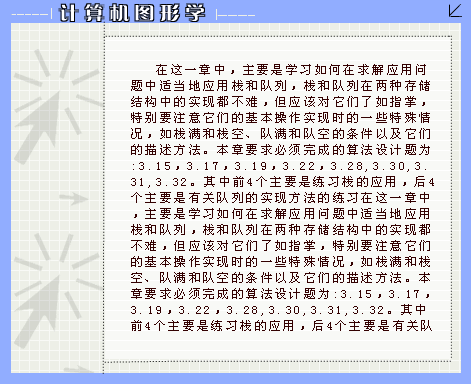 计算机图形学
在这一章中，主要是学习如何在求解应用问
题中适当地应用栈和队列，栈和队列在两种存储
结构中的实现都不难，但应该对它们了如指掌，
特别要注意它们的基本操作实现时的一些特殊情
况，如栈满和栈空、队满和队空的条件以及它们
的描述方法。本章要求必须完成的算法设计题为
:3.15，3.17，3.19，3.22，3.28,3.30,3.
31,3.32。其中前4个主要是练习栈的应用，后4
个主要是有关队列的实现方法的练习在这一章中
，主要是学习如何在求解应用问题中适当地应用
栈和队列，栈和队列在两种存储结构中的实现都
不难，但应该对它们了如指掌，特别要注意它们
的基本操作实现时的一些特殊情况，如栈满和栈
空、队满和队空的条件以及它们的描述方法。本
章要求必须完成的算法设计题为:3.15，3.17，
3.19，3.22，3.28,3.30,3.31,3.32。其中
前4个主要是练习栈的应用，后4个主要是有关队